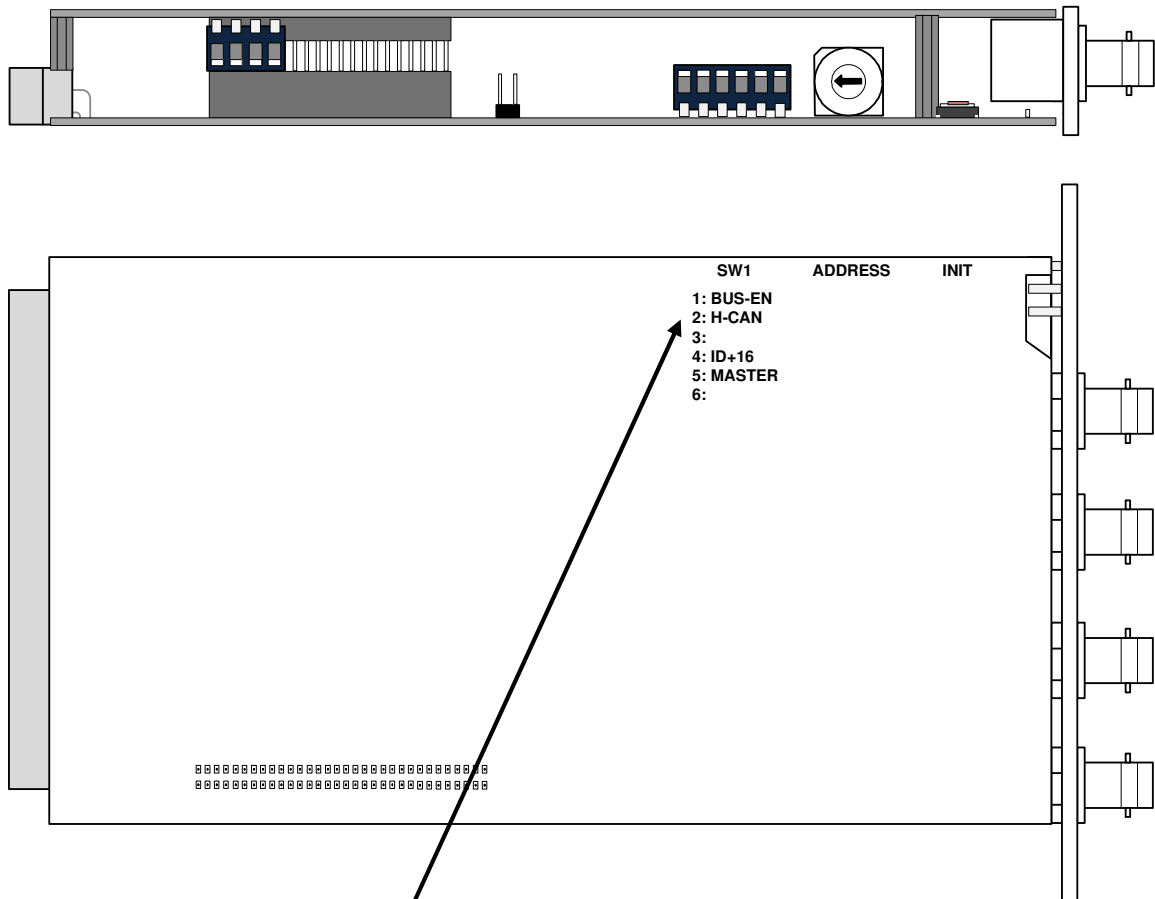 SW1 ADDRESS INIT
1: BUS-EN
2: H-CAN
3:
4: ID+16
5: MASTER
6: